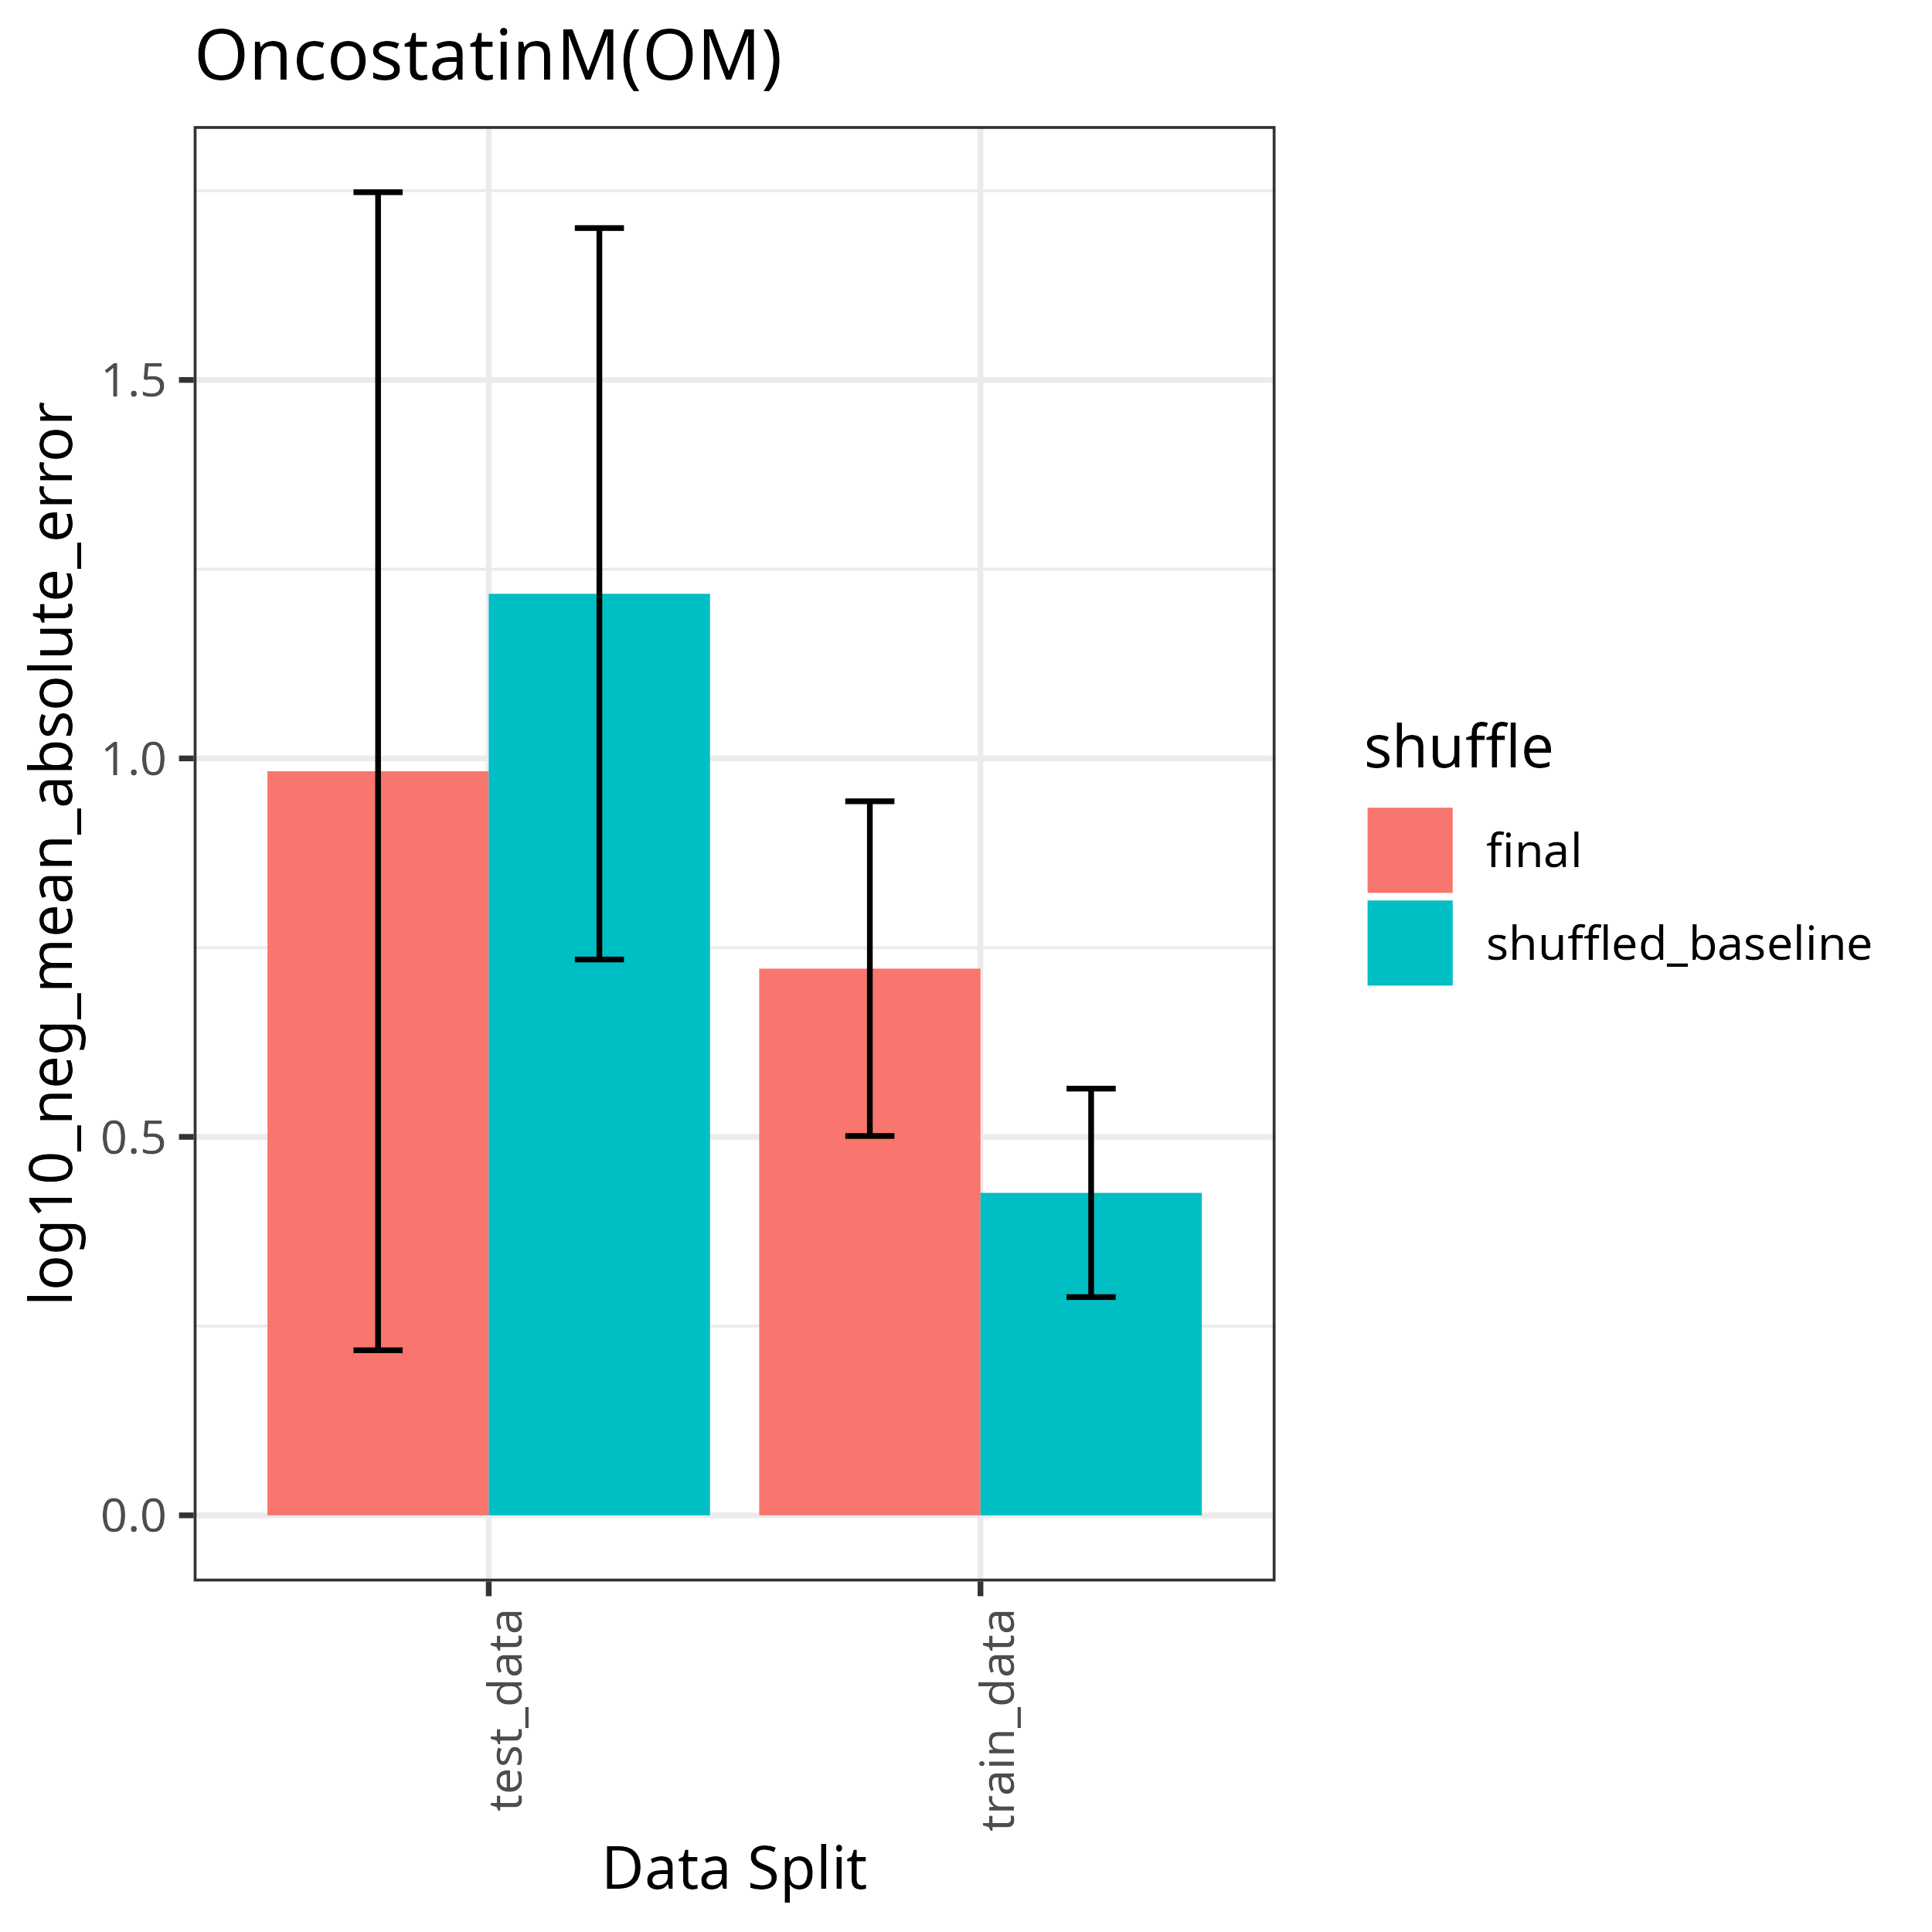 OncostatinM(OM)
log10_neg_mean_absolute_error
1.5
1.0
0.5
0.0
test_data
train_data
Data Split
shuffle
final
shuffled_baseline